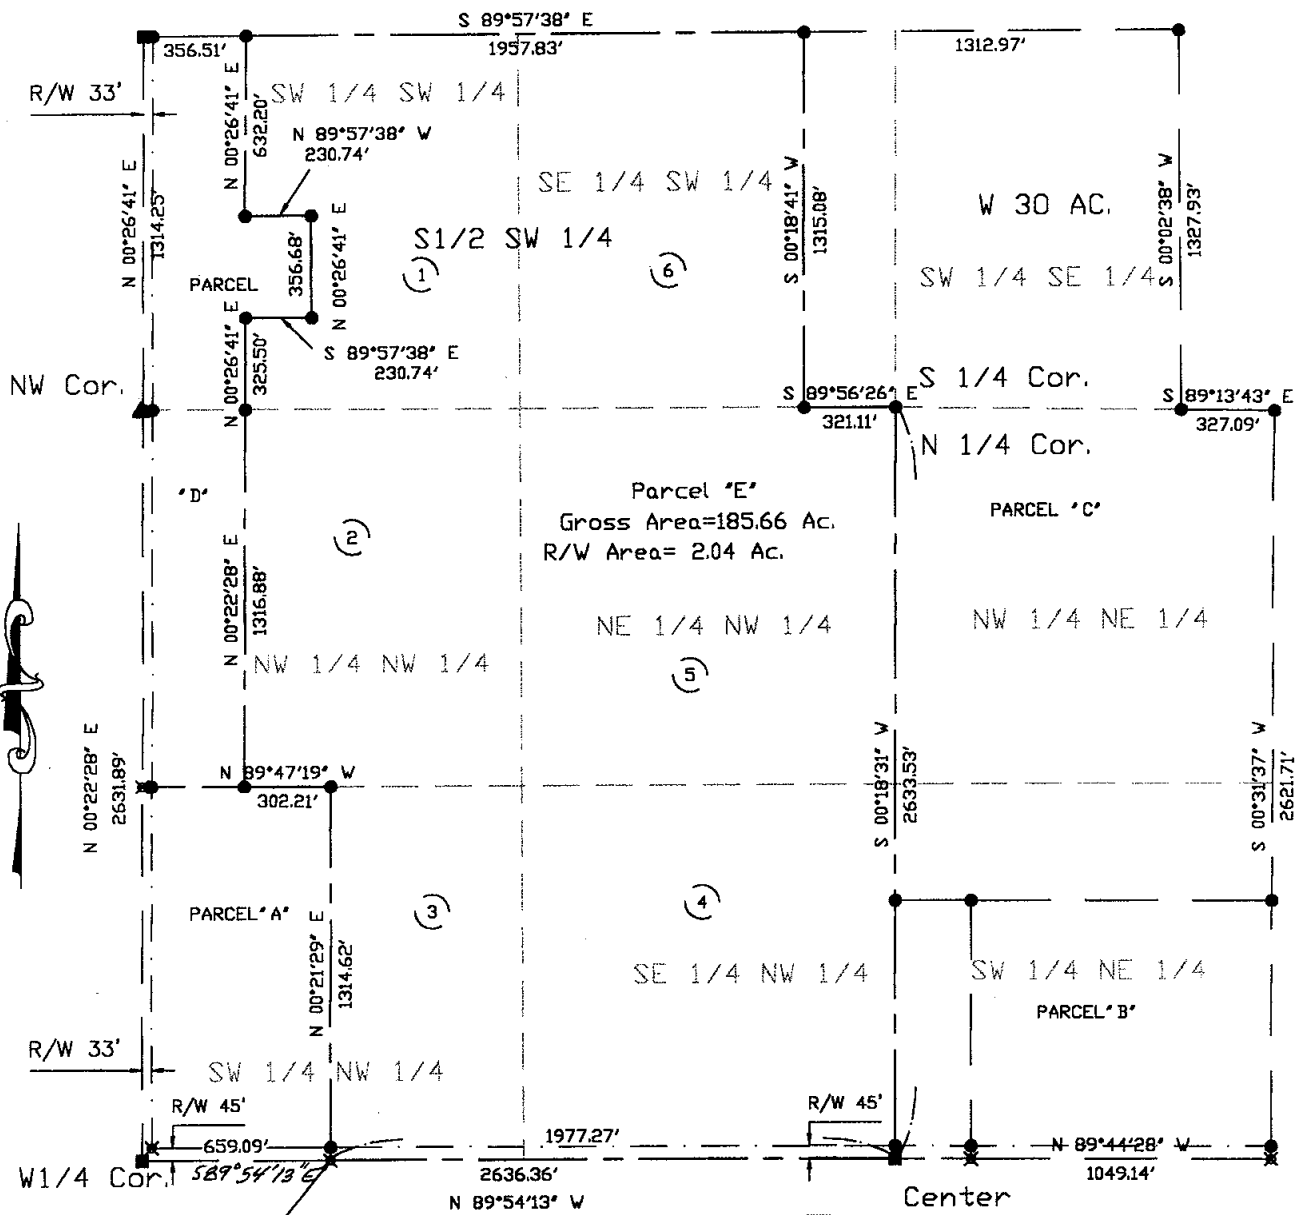 S 89°57'38" E
356.51'
1957.83'
1312.97'
R/W 33'
N 00°26'41" E
632.20'
SW 1/4 SW 1/4
N 89°57'38" W
230.74'
N 00°26'41" E
1314.25'
SE 1/4 SW 1/4
S 00°18'41" W
1315.08'
W 30 AC.
S 00°02'38" W
1327.93'
356.68'
N 00°26'41" E
S1/2 SW 1/4
1
6
PARCEL
SW 1/4 SE 1/4
N 00°26'41" E
325.50'
S 89°57'38" E
230.74'
NW Cor.
S 89°56'26" E
321.11'
S 1/4 Cor.
S 89°13'43" E
327.09'
N 1/4 Cor.
"D"
Parcel "E"
Gross Area=185.66 Ac.
R/W Area= 2.04 Ac.
PARCEL "C"
2
N 00°22'28" E
1316.88'
NE 1/4 NW 1/4
NW 1/4 NE 1/4
NW 1/4 NW 1/4
5
N 00°22'28" E
2631.89'
N 89°47'19" W
302.21'
S 00°18'31" W
2633.53'
S 00°31'37" W
2621.71'
PARCEL"A"
3
4
N 00°21'29" E
1314.62'
SE 1/4 NW 1/4
SW 1/4 NE 1/4
PARCEL"B"
R/W 33'
SW 1/4 NW 1/4
R/W 45'
R/W 45'
659.09'
1977.27'
N 89°44'28" W
1049.14'
W1/4 Cor.
S89°54'13"E
2636.36'
N 89°54'13" W
Center